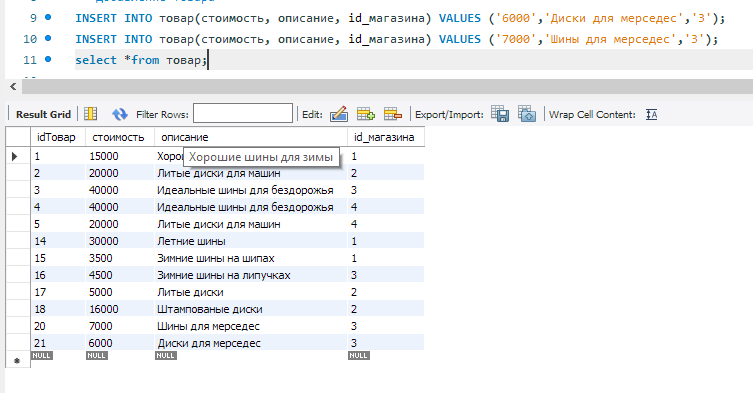 9 INSERT INTO товар(стоимость, описание, id_магазина) VALUES ('6000','Диски для мерседес','3');
10 INSERT INTO товар(стоимость, описание, id_магазина) VALUES ('7000','Шины для мерседес','3');
11 select *from товар;
Result Grid Filter Rows: Edit: Export/Import: Wrap Cell Content:
idТовар стоимость описание id_магазина
1 15000 Хорошие шины для зимы 1
2 20000 Литые диски для машин 2
3 40000 Идеальные шины для бездорожья 3
4 40000 Идеальные шины для бездорожья 4
5 20000 Литые диски для машин 4
14 30000 Летние шины 1
15 3500 Зимние шины на шипах 1
16 4500 Зимние шины на липучках 3
17 5000 Литые диски 2
18 16000 Штампованые диски 2
20 7000 Шины для мерседес 3
21 6000 Диски для мерседес 3
NULL NULL NULL NULL